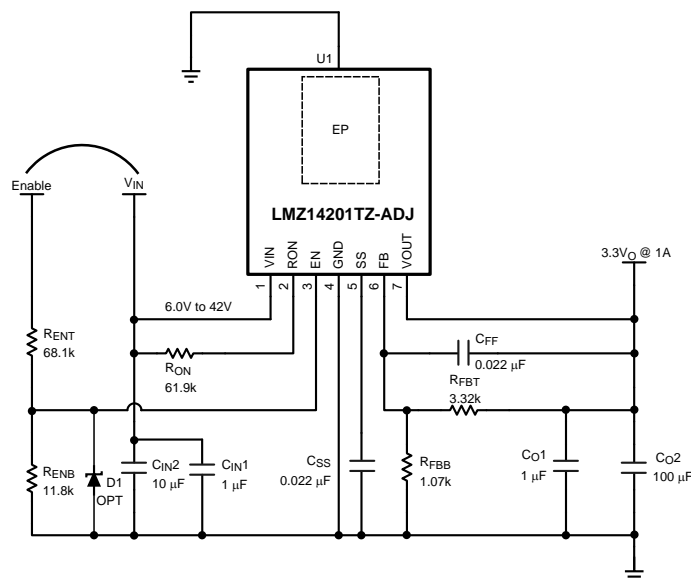 U1
EP
Enable
VIN
LMZ14201TZ-ADJ
VIN
RON
EN
GND
SS
FB
VOUT
1
2
3
4
5
6
7
3.3VO @ 1A
6.0V to 42V
RENT
68.1k
RON
61.9k
CFF
0.022 µF
RFBT
3.32k
RENB
11.8k
D1
OPT
CIN2
10 µF
CIN1
1 µF
CSS
0.022 µF
RFBB
1.07k
CO1
1 µF
CO2
100 µF